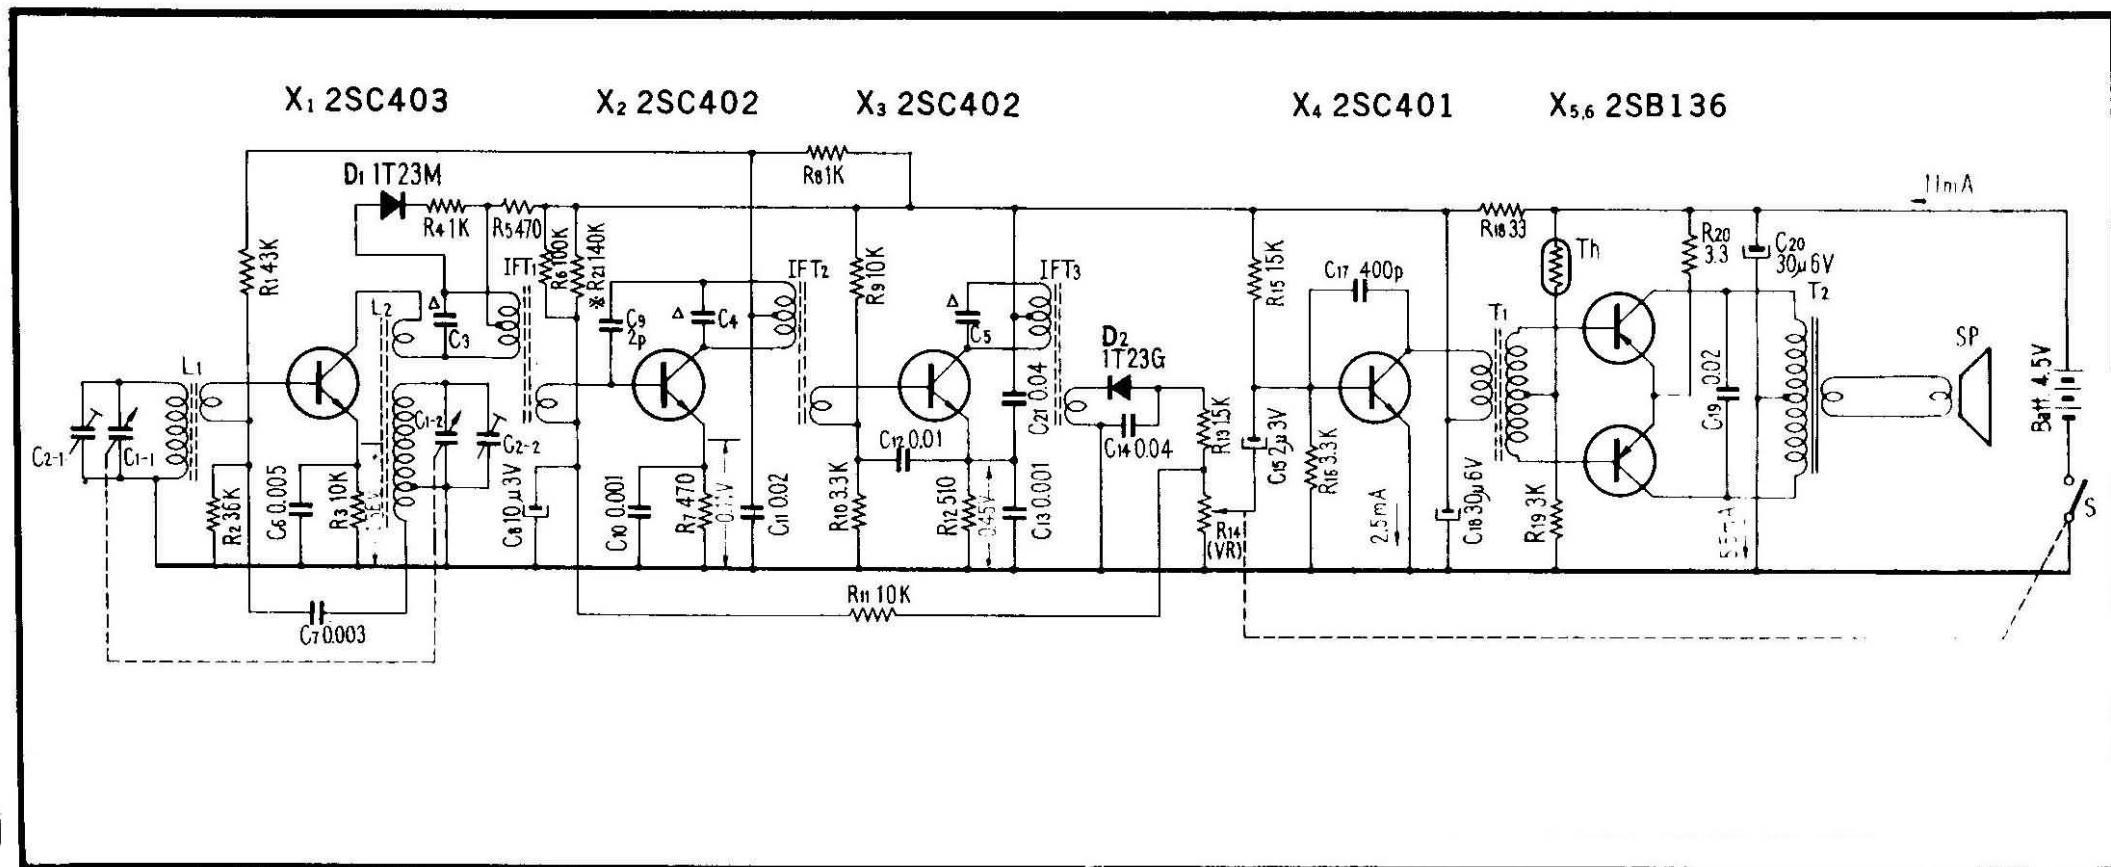 X1 2SC403
X2 2SC402
X3 2SC402
X4 2SC401
X5,6 2SB136
D1 1T23M
R8 1K
R4 1K
R5 470
R1 43K
IFT1
R6 100K
※ R21 140K
IFT2
R9 10K
IFT3
R15 15K
C17 400p
R18 33
Th
R20
3.3
C20
30μ 6V
11mA
L2
Δ
C3
C9
2p
Δ
C4
Δ
C5
D2
1T23G
T1
T2
SP
L1
C2-1
C1-1
C1-2
C2-2
C21 0.04
C12 0.01
C14 0.04
R13 1.5K
C15 2μ 3V
R16 3.3K
C19 0.02
Batt. 4.5V
R2 36K
C6 0.005
R3 10K
C8 10μ 3V
C10 0.001
R7 470
C11 0.02
R10 3.3K
R12 510
0.45V
C13 0.001
R14
(VR)
2.5mA
C18 30μ 6V
R19 3K
S
R11 10K
C7 0.003